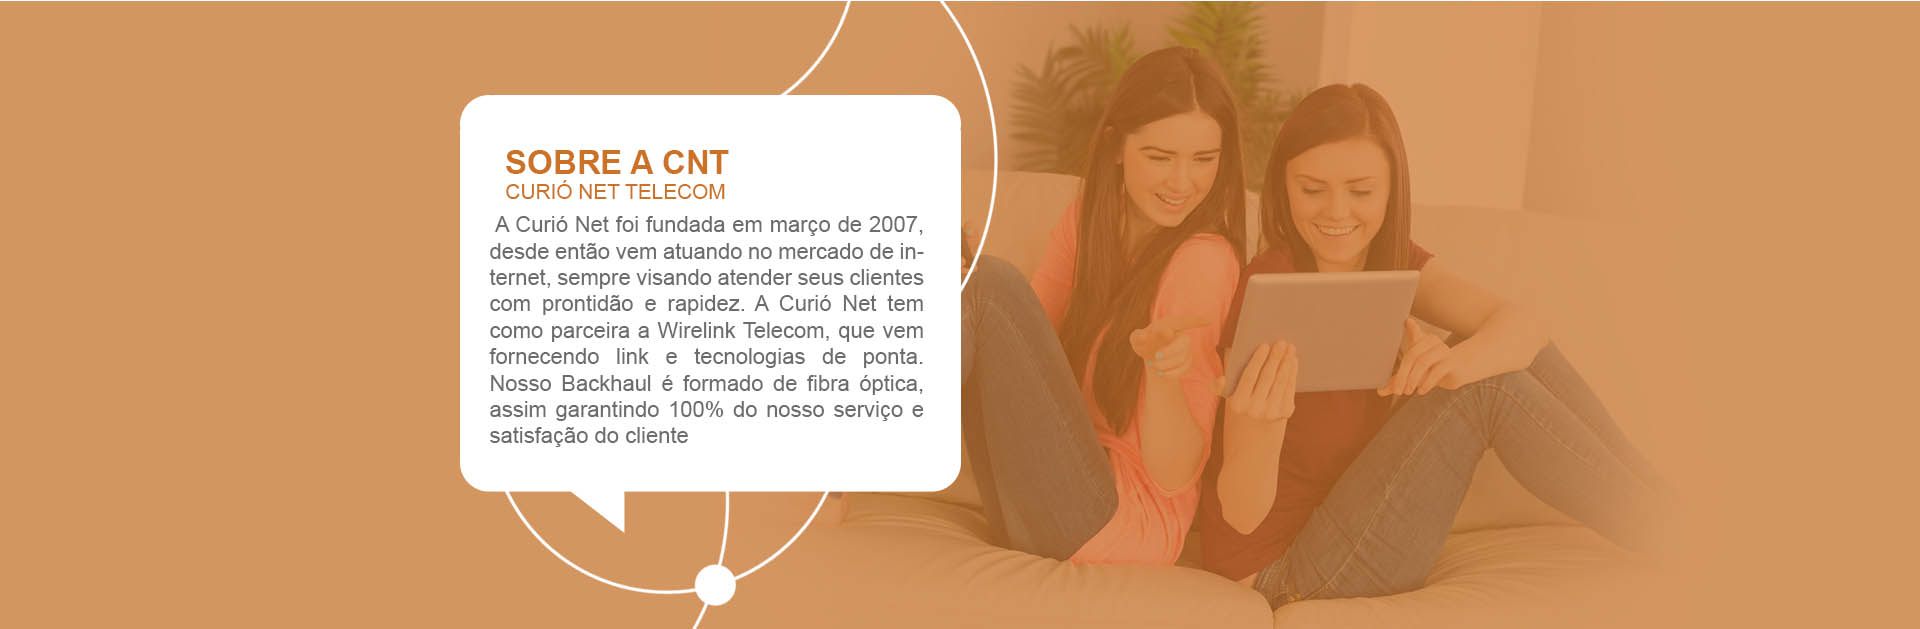 SOBRE A CNT
CURIÓ NET TELECOM
A Curió Net foi fundada em março de 2007,
desde então vem atuando no mercado de in-
ternet, sempre visando atender seus clientes
com prontidão e rapidez. A Curió Net tem
como parceira a Wirelink Telecom, que vem
fornecendo link e tecnologias de ponta.
Nosso Backhaul é formado de fibra óptica,
assim garantindo 100% do nosso serviço e
satisfação do cliente